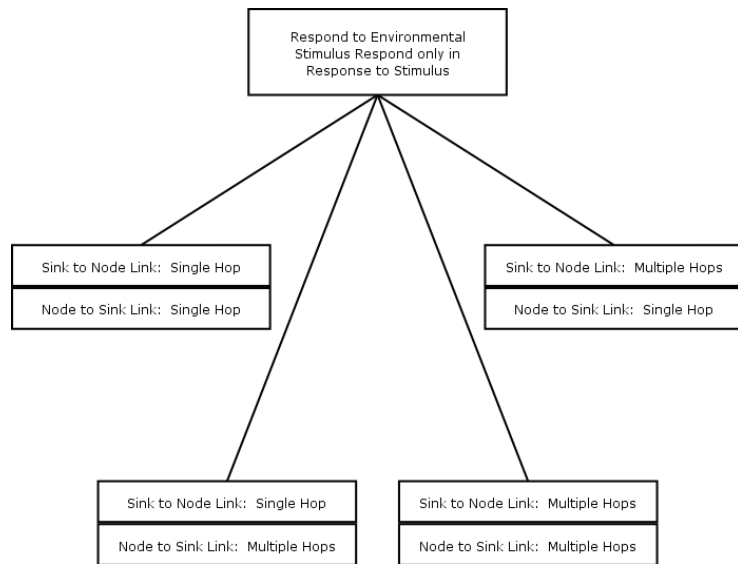 Respond to Environmental
Stimulus Respond only in
Response to Stimulus
Sink to Node Link: Single Hop
Node to Sink Link: Single Hop
Sink to Node Link: Multiple Hops
Node to Sink Link: Single Hop
Sink to Node Link: Single Hop
Node to Sink Link: Multiple Hops
Sink to Node Link: Multiple Hops
Node to Sink Link: Multiple Hops